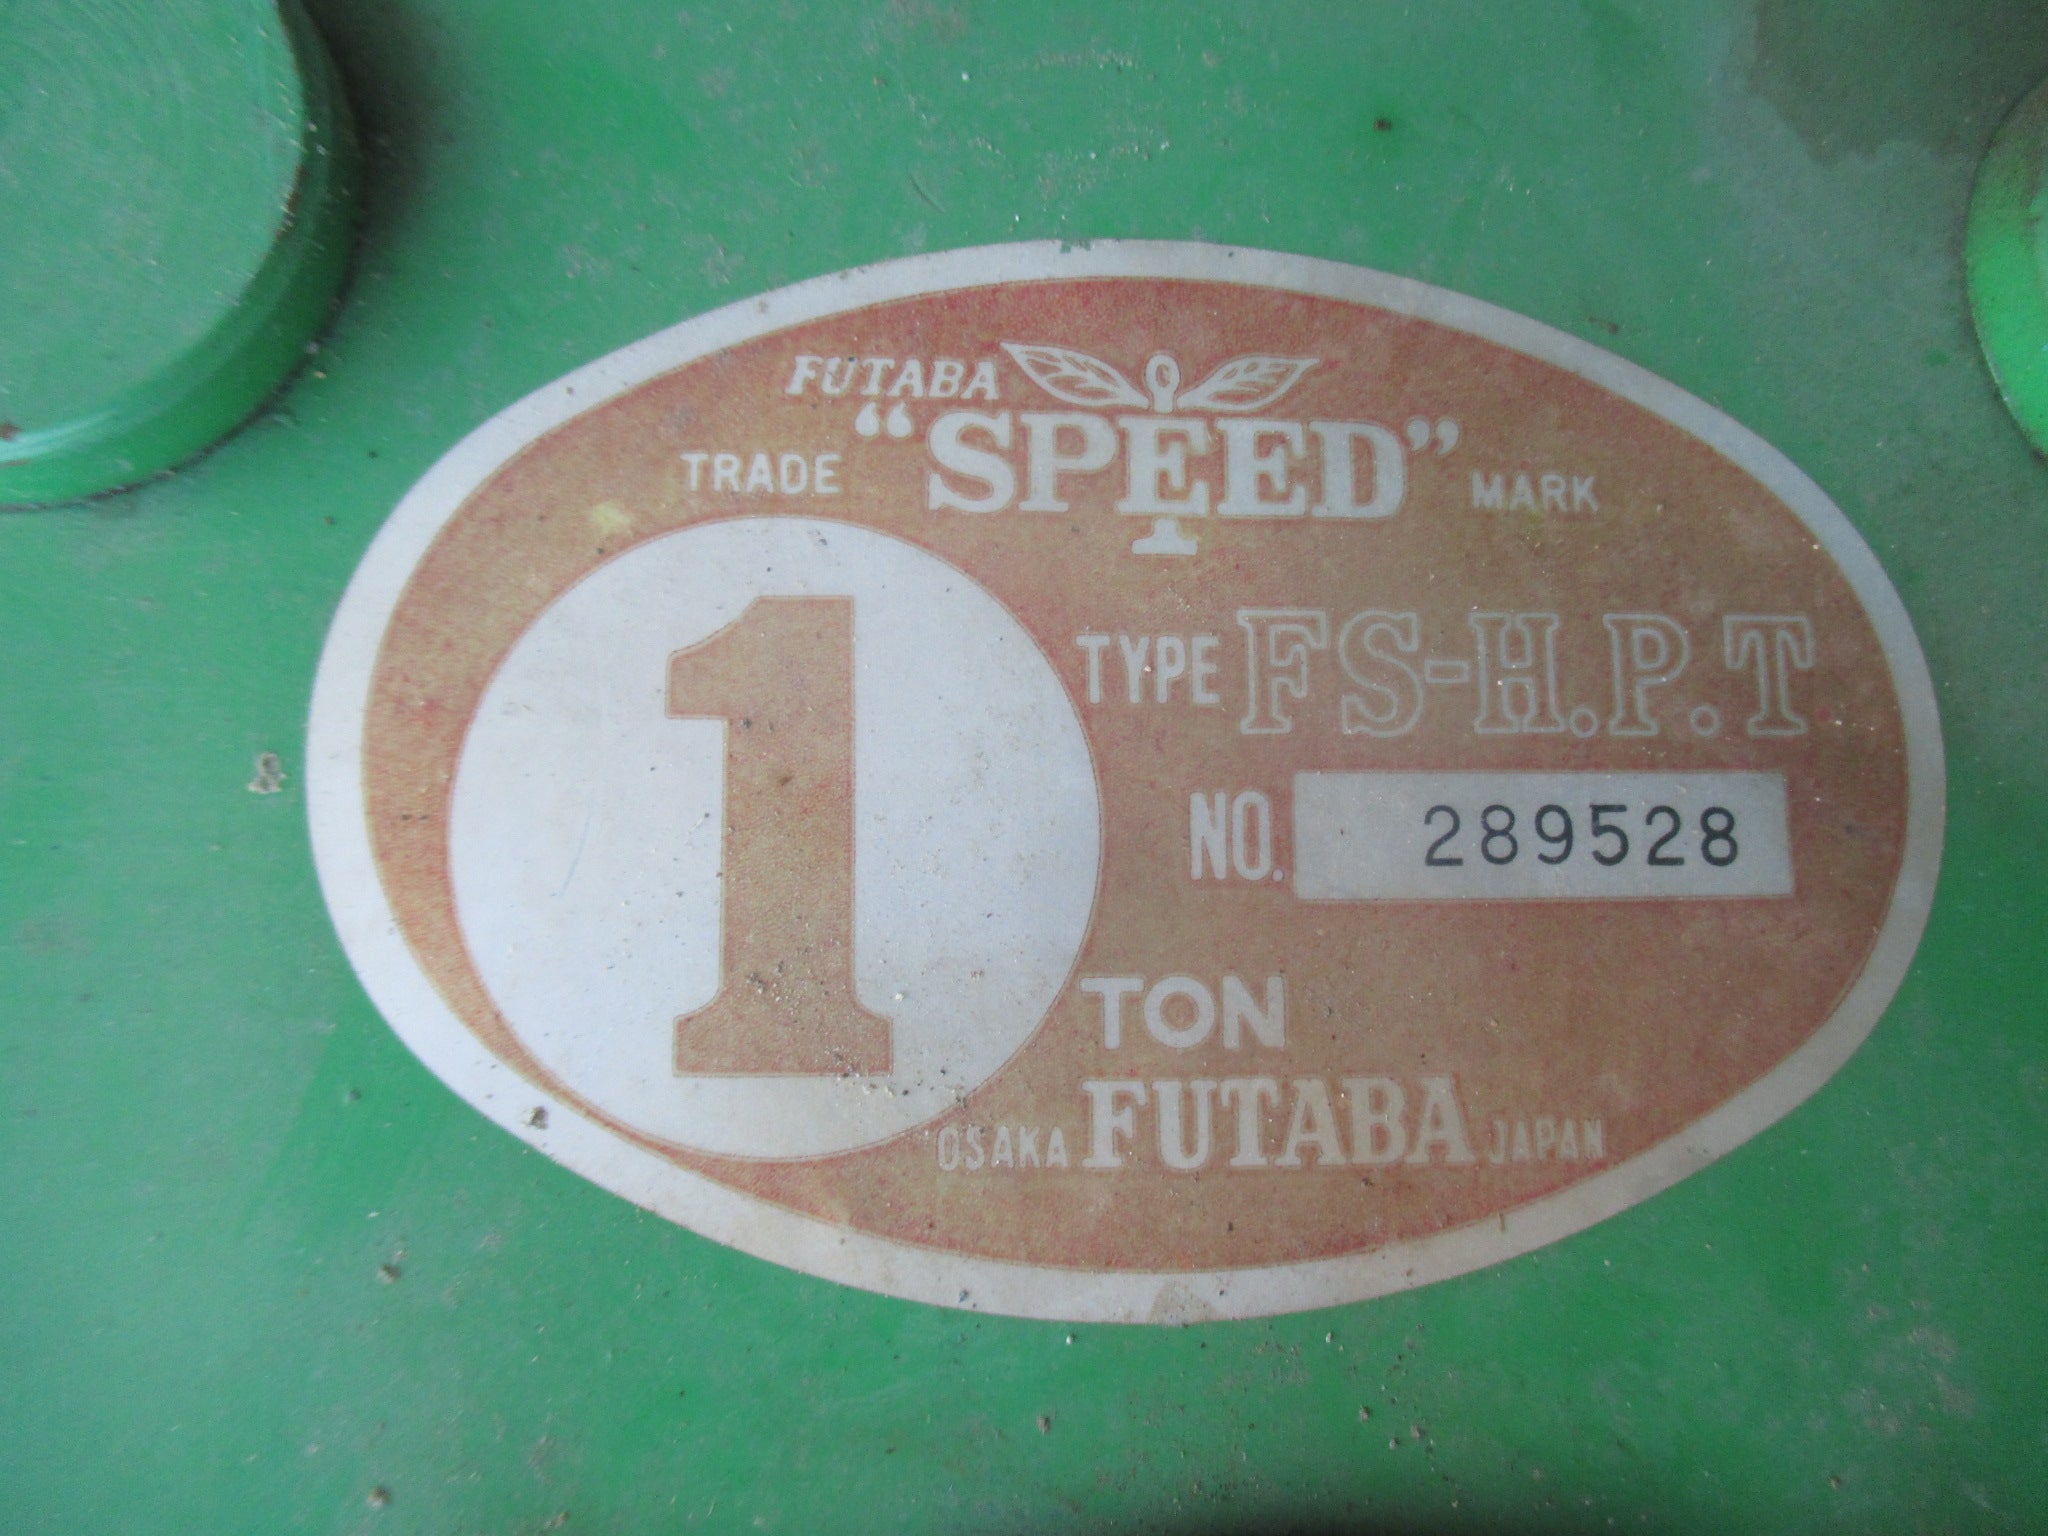 FUTABA
TRADE "SPEED" MARK
1
TYPE FS-H.P.T
NO. 289528
TON
OSAKA FUTABA JAPAN